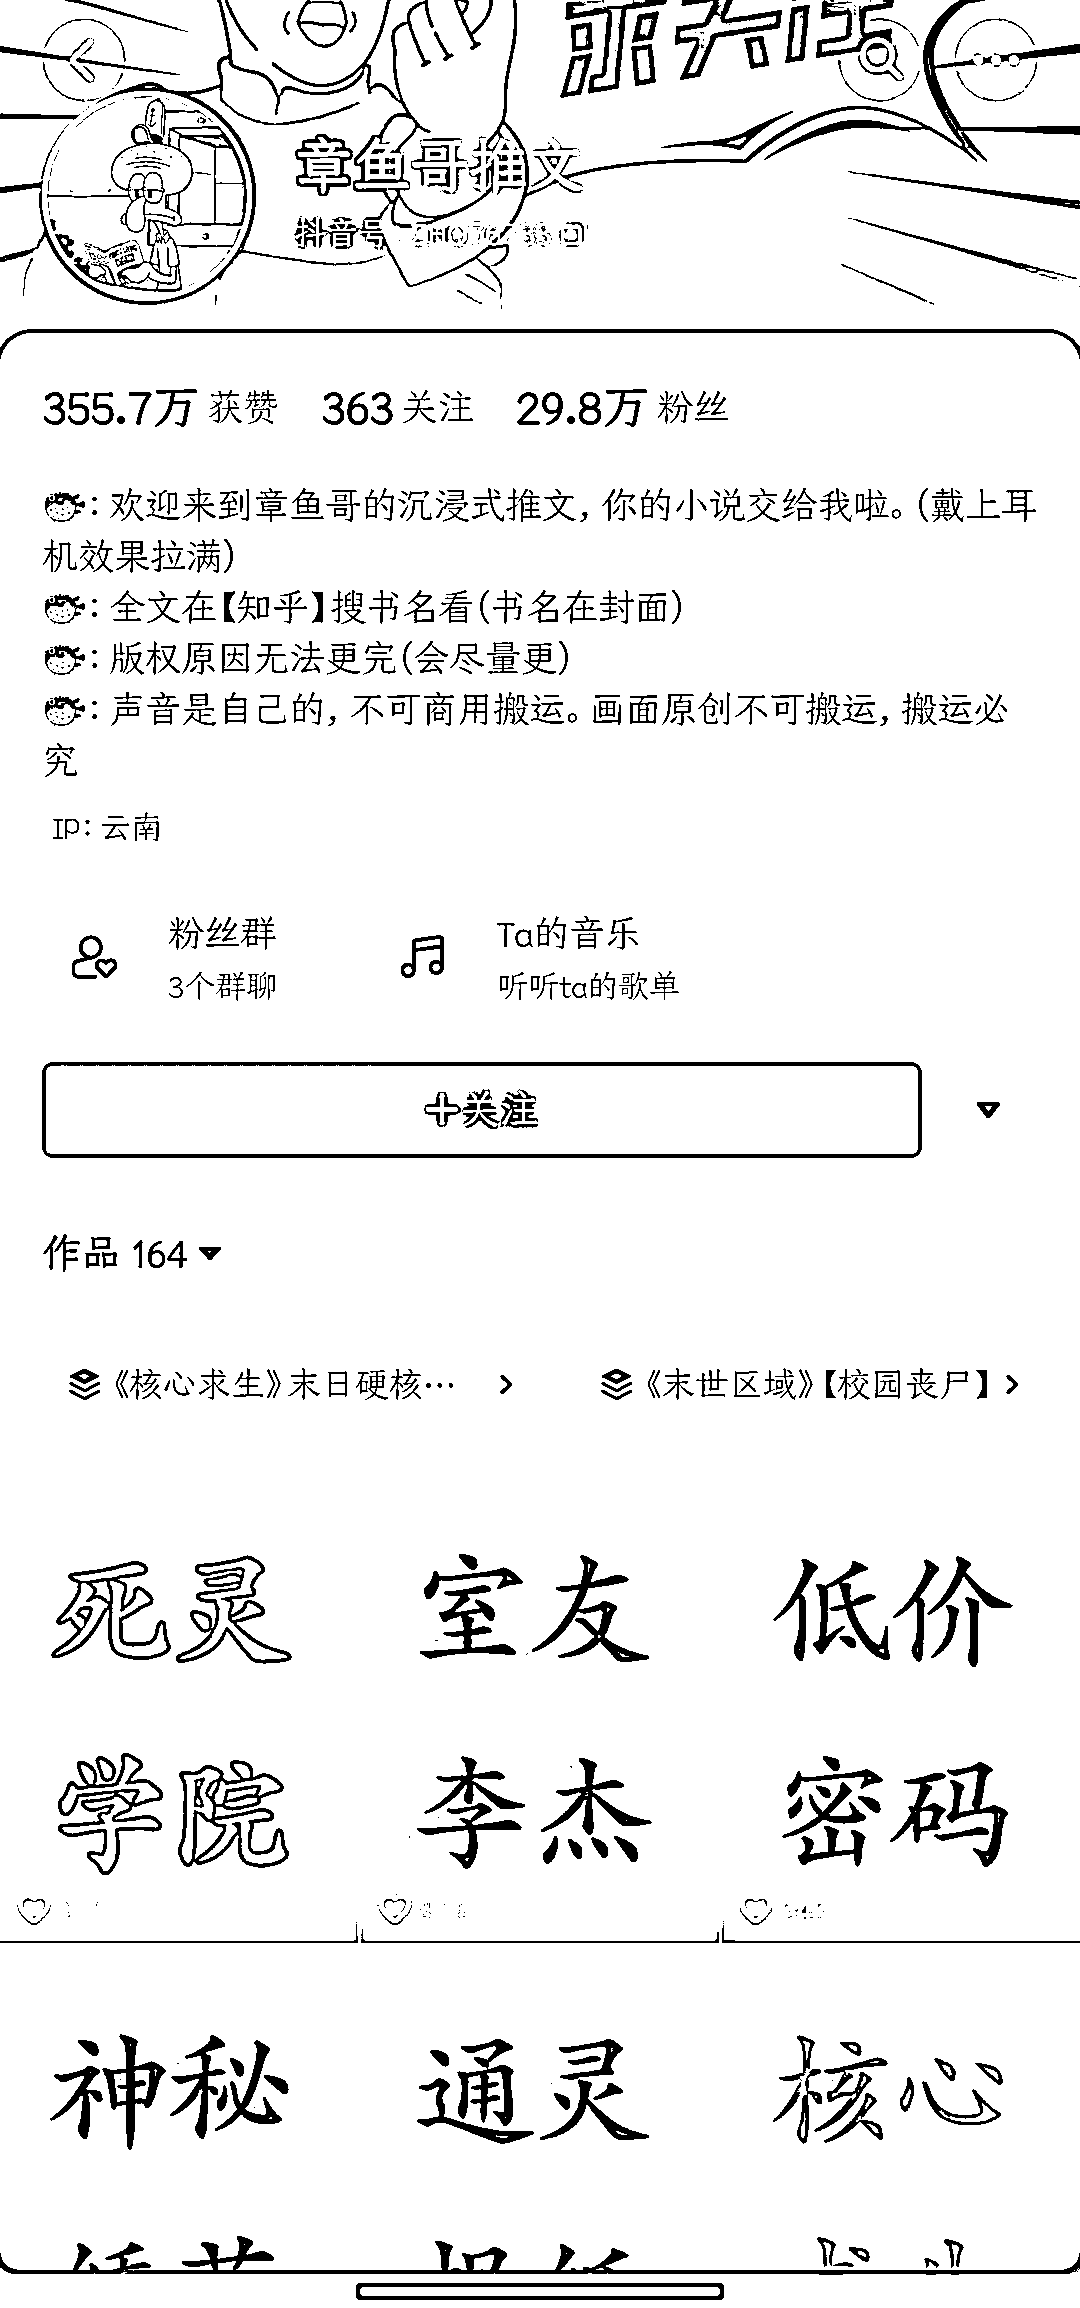 章鱼哥推文
抖音号
355.7万 获赞 363 关注 29.8万 粉丝
: 欢迎来到章鱼哥的沉浸式推文, 你的小说交给我啦。(戴上耳
机效果拉满)
: 全文在【知乎】搜书名看(书名在封面)
: 版权原因无法更完(会尽量更)
: 声音是自己的, 不可商用搬运。画面原创不可搬运, 搬运必
究
IP: 云南
粉丝群 Ta的音乐
3个群聊 听听ta的歌单
+关注
作品 164
《核心求生》末日硬核… 《末世区域》【校园丧尸】
死灵 室友 低价
学院 李杰 密码
神秘 通灵 核心